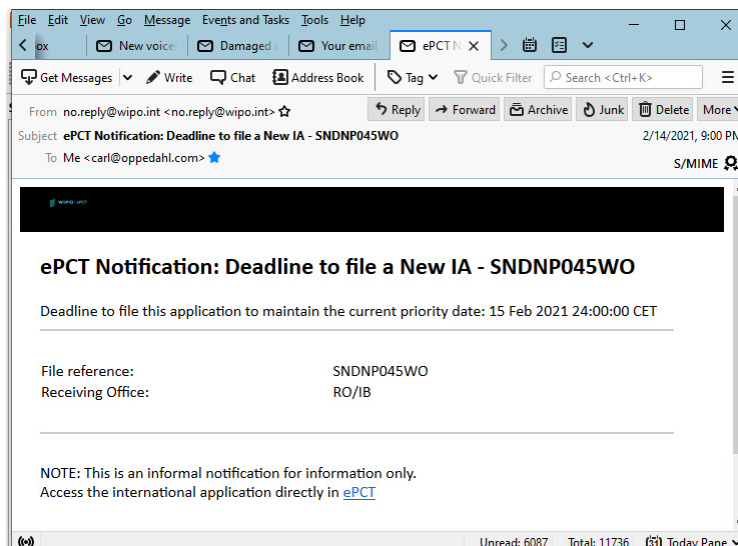 File Edit View Go Message Events and Tasks Tools Help
ox New voice Damaged Your email ePCT N
Get Messages Write Chat Address Book Tag Quick Filter Search <Ctrl+K>
From no.reply@wipo.int <no.reply@wipo.int> Reply Forward Archive Junk Delete More
Subject ePCT Notification: Deadline to file a New IA - SNDNP045WO 2/14/2021, 9:00 PM
To Me <carl@oppedahl.com> S/MIME
WIPO | ePCT
ePCT Notification: Deadline to file a New IA - SNDNP045WO
Deadline to file this application to maintain the current priority date: 15 Feb 2021 24:00:00 CET
File reference: SNDNP045WO
Receiving Office: RO/IB
NOTE: This is an informal notification for information only.
Access the international application directly in ePCT
Unread: 6087 Total: 11736 31 Today Pane